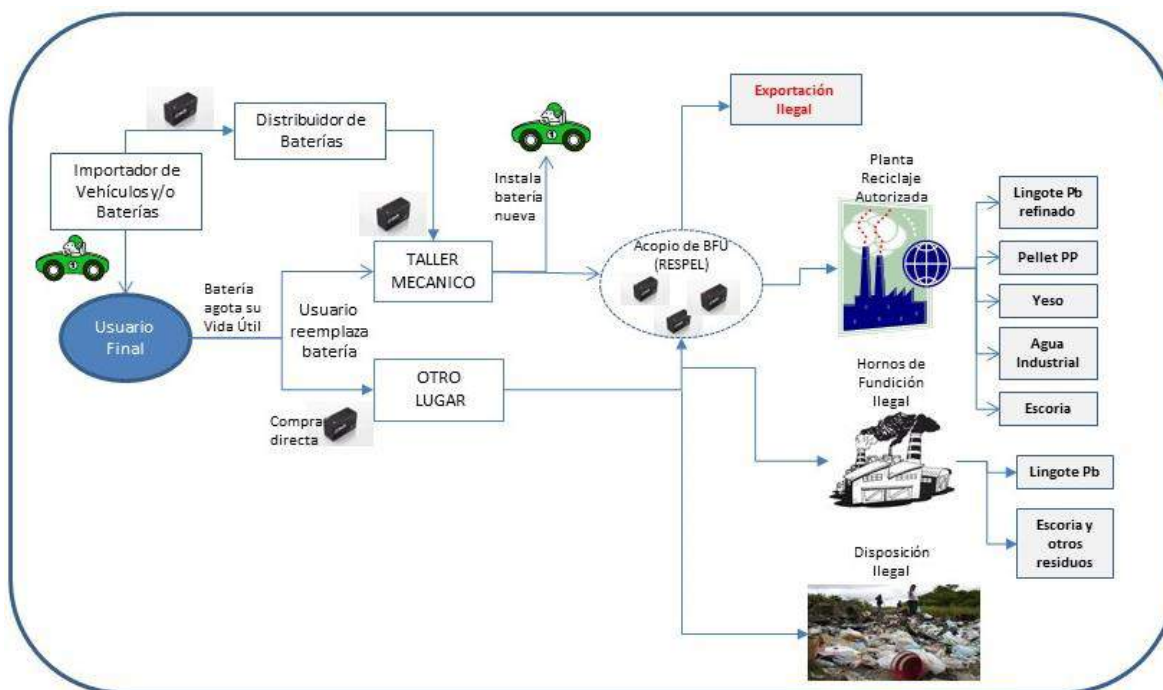 Importador de
Vehículos y/o
Baterías
Distribuidor de
Baterías
Usuario
Final
Batería
agota su
Vida Útil
Usuario
reemplaza
batería
TALLER
MECANICO
Instala
batería
nueva
Compra
directa
OTRO
LUGAR
Acopio de BFU
(RESPEL)
Exportación
Ilegal
Planta
Reciclaje
Autorizada
Lingote Pb
refinado
Pellet PP
Yeso
Agua
Industrial
Escoria
Hornos de
Fundición
Ilegal
Lingote Pb
Escoria y
otros
residuos
Disposición
Ilegal